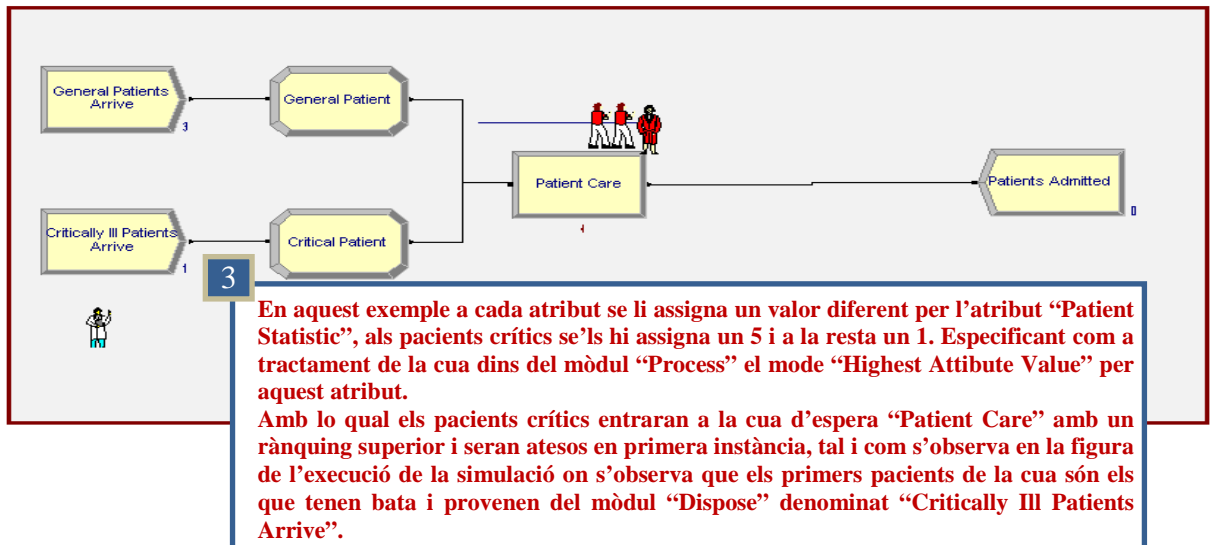 General Patients
Arrive
3
General Patient
Patient Care
1
Patients Admitted
0
Critically Ill Patients
Arrive
1
Critical Patient
3
En aquest exemple a cada atribut se li assigna un valor diferent per l’atribut “Patient
Statistic”, als pacients crítics se’ls hi assigna un 5 i a la resta un 1. Especificant com a
tractament de la cua dins del mòdul “Process” el mode “Highest Attibute Value” per
aquest atribut.
Amb lo qual els pacients crítics entraran a la cua d’espera “Patient Care” amb un
rànquing superior i seran atesos en primera instància, tal i com s’observa en la figura
de l’execució de la simulació on s’observa que els primers pacients de la cua són els
que tenen bata i provenen del mòdul “Dispose” denominat “Critically Ill Patients
Arrive”.